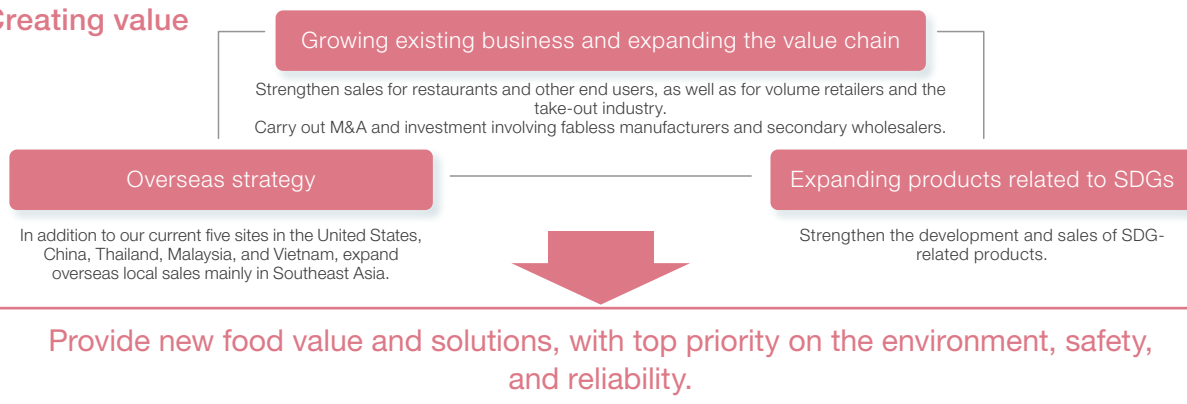 Creating value
Growing existing business and expanding the value chain
Strengthen sales for restaurants and other end users, as well as for volume retailers and the
take-out industry.
Carry out M&A and investment involving fabless manufacturers and secondary wholesalers.
Overseas strategy
In addition to our current five sites in the United States,
China, Thailand, Malaysia, and Vietnam, expand
overseas local sales mainly in Southeast Asia.
Expanding products related to SDGs
Strengthen the development and sales of SDG-
related products.
Provide new food value and solutions, with top priority on the environment, safety,
and reliability.